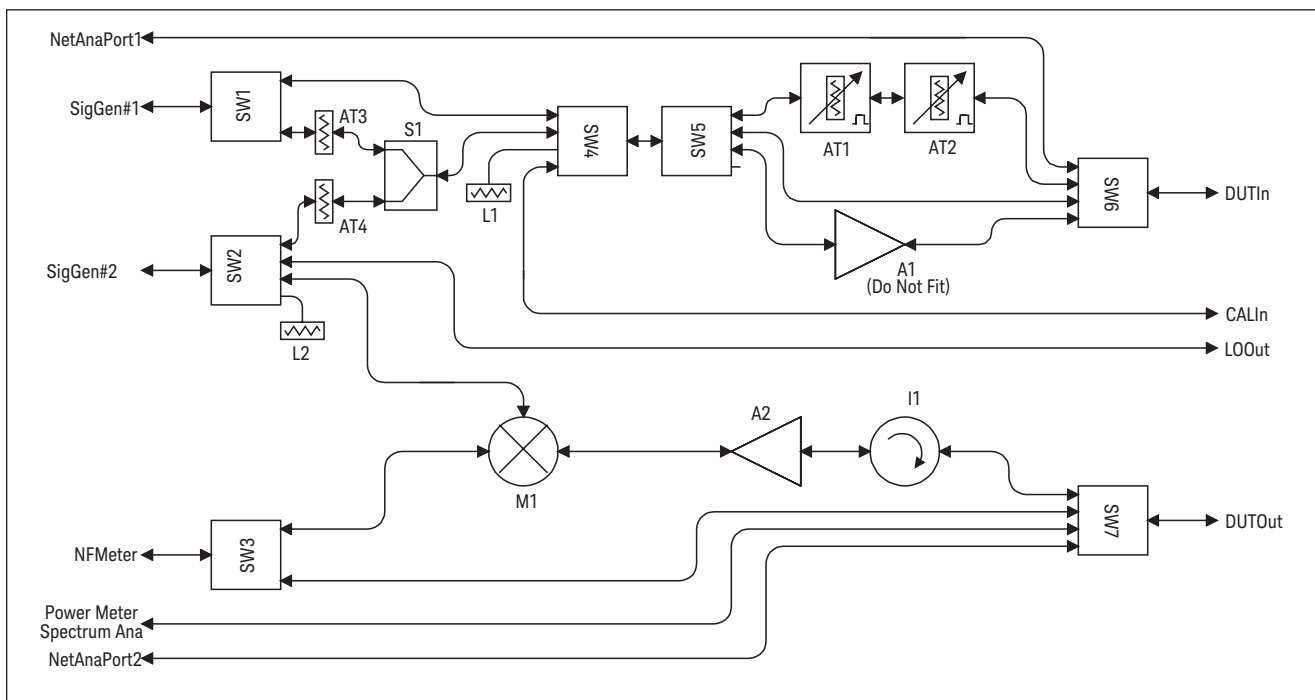 NetAnaPort1
SigGen#1
SW1
AT3
S1
SW4
SW5
AT1
AT2
SW6
DUTIn
AT4
L1
SigGen#2
SW2
A1
(Do Not Fit)
L2
CALIn
LOOut
A2
I1
M1
NFMeter
SW3
SW7
DUTOut
Power Meter
Spectrum Ana
NetAnaPort2